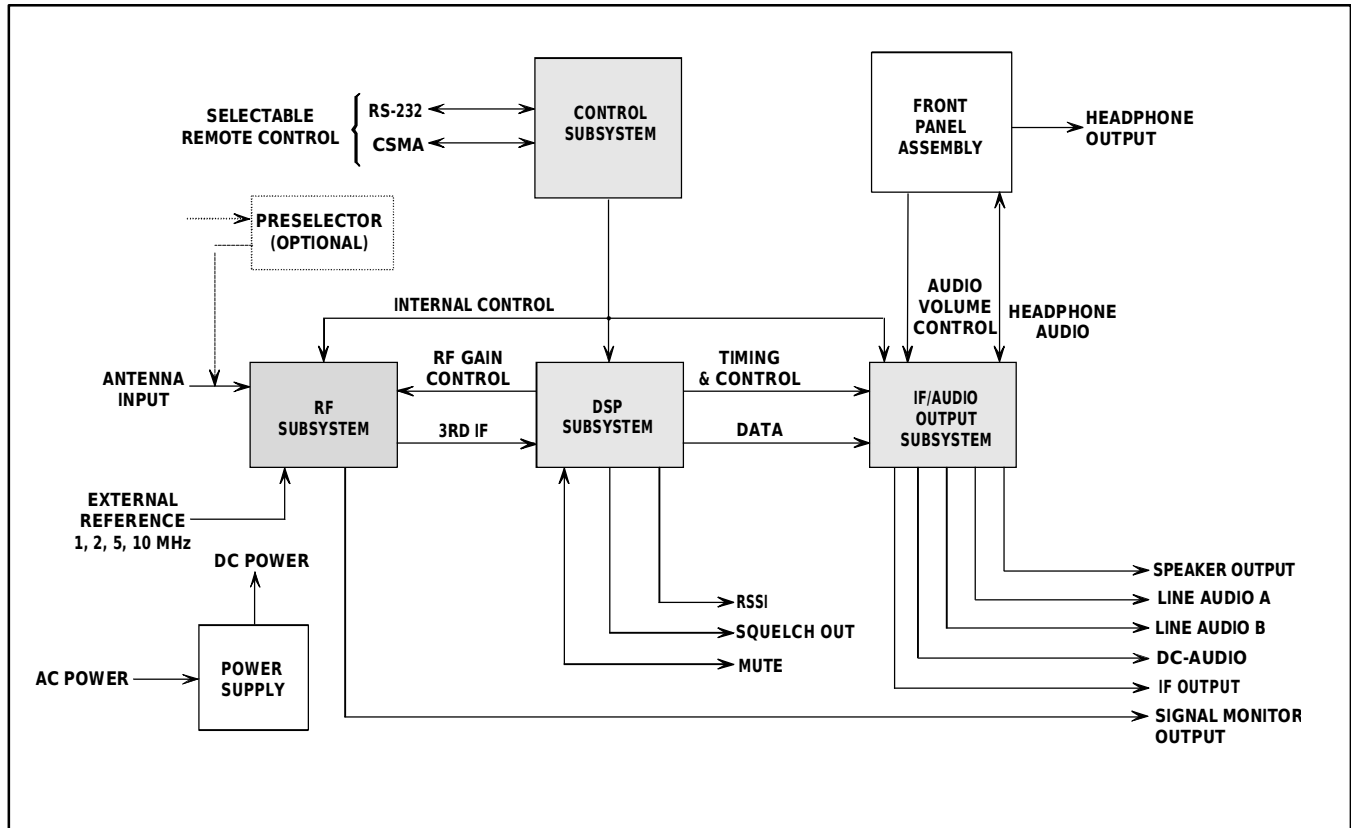 SELECTABLE
REMOTE CONTROL
RS-232
CSMA
CONTROL
SUBSYSTEM
FRONT
PANEL
ASSEMBLY
HEADPHONE
OUTPUT
PRESELECTOR
(OPTIONAL)
INTERNAL CONTROL
AUDIO
VOLUME
CONTROL
HEADPHONE
AUDIO
ANTENNA
INPUT
RF
SUBSYSTEM
RF GAIN
CONTROL
3RD IF
DSP
SUBSYSTEM
TIMING
& CONTROL
DATA
IF/AUDIO
OUTPUT
SUBSYSTEM
EXTERNAL
REFERENCE
1, 2, 5, 10 MHz
DC POWER
AC POWER
POWER
SUPPLY
RSSI
SQUELCH OUT
MUTE
SPEAKER OUTPUT
LINE AUDIO A
LINE AUDIO B
DC-AUDIO
IF OUTPUT
SIGNAL MONITOR
OUTPUT